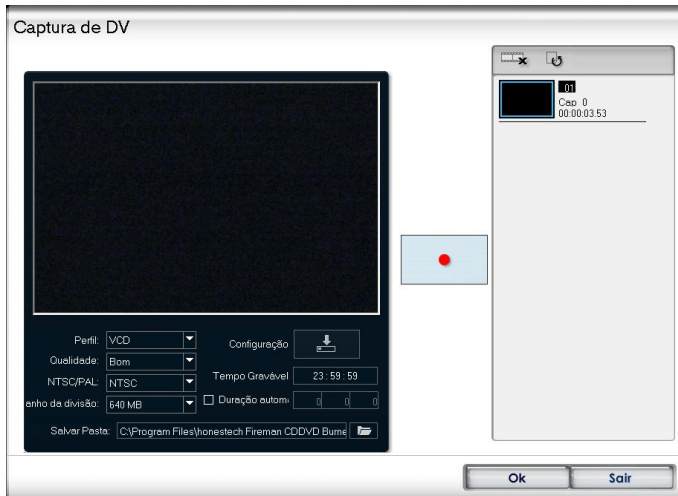 Captura de DV
01
Cap 0
00:00:03.53
Perfil: VCD
Configuração
Qualidade: Bom
NTSC/PAL: NTSC
Tempo Gravável 23:59:59
anho da divisão: 640 MB
Duração autom 0 0 0
Salvar Pasta: C:\Program Files\honestech Fireman CDDVD Burne
Ok
Sair